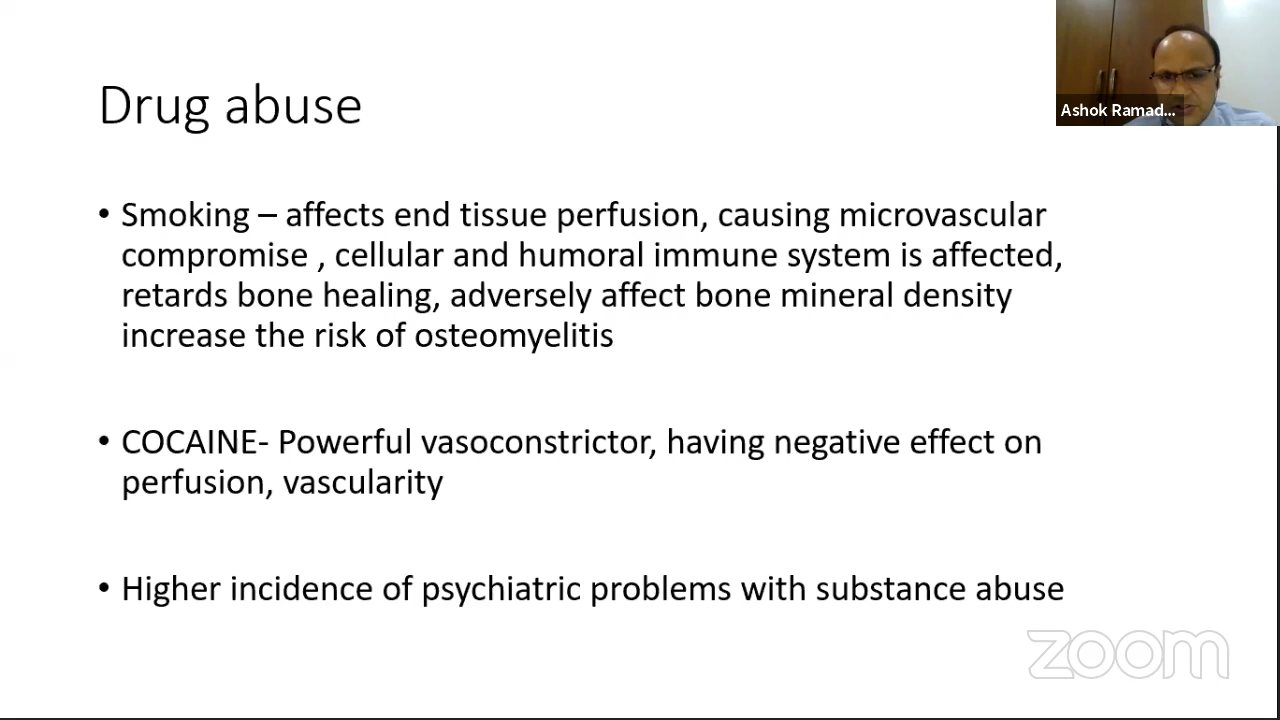 Drug abuse
Ashok Ramad...
• Smoking – affects end tissue perfusion, causing microvascular
compromise , cellular and humoral immune system is affected,
retards bone healing, adversely affect bone mineral density
increase the risk of osteomyelitis
• COCAINE- Powerful vasoconstrictor, having negative effect on
perfusion, vascularity
• Higher incidence of psychiatric problems with substance abuse
zoom